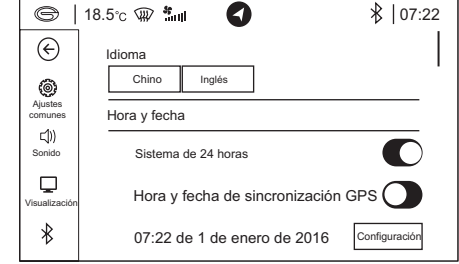 18.5°C
07:22
Idioma
Chino
Inglés
Ajustes
comunes
Hora y fecha
Sonido
Sistema de 24 horas
Visualización
Hora y fecha de sincronización GPS
07:22 de 1 de enero de 2016
Configuración